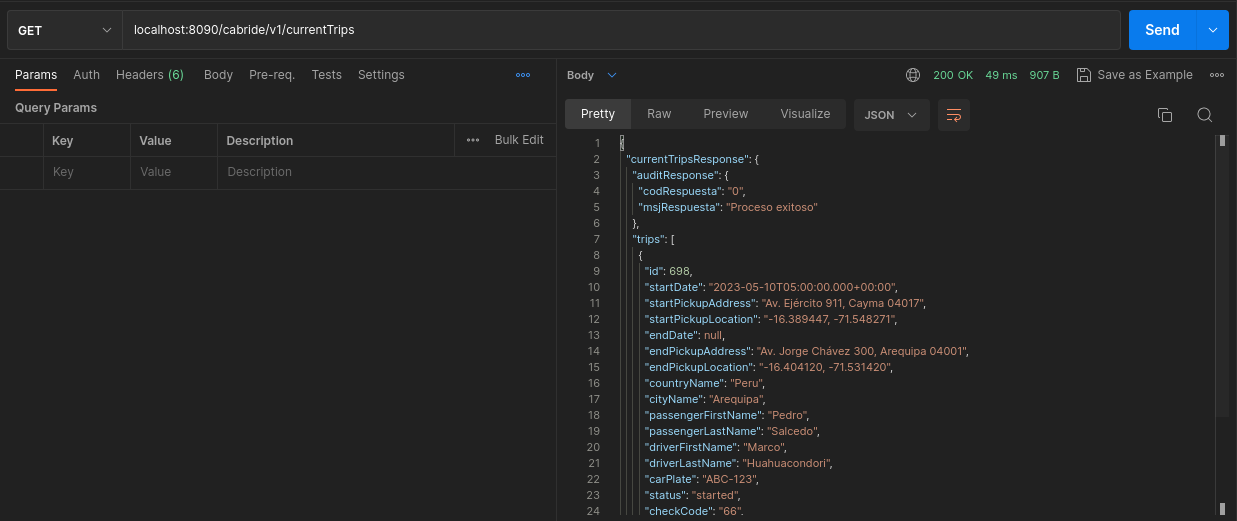 GET localhost:8090/cabride/v1/currentTrips Send
Params Auth Headers (6) Body Pre-req. Tests Settings
Query Params
Key Value Description Bulk Edit
Key Value Description
Body 200 OK 49 ms 907 B Save as Example
Pretty Raw Preview Visualize JSON
1 {
2 "currentTripsResponse": {
3 "auditResponse": {
4 "codRespuesta": "0",
5 "msjRespuesta": "Proceso exitoso"
6 },
7 "trips": [
8 {
9 "id": 698,
10 "startDate": "2023-05-10T05:00:00.000+00:00",
11 "startPickupAddress": "Av. Ejército 911, Cayma 04017",
12 "startPickupLocation": "-16.389447, -71.548271",
13 "endDate": null,
14 "endPickupAddress": "Av. Jorge Chávez 300, Arequipa 04001",
15 "endPickupLocation": "-16.404120, -71.531420",
16 "countryName": "Peru",
17 "cityName": "Arequipa",
18 "passengerFirstName": "Pedro",
19 "passengerLastName": "Salcedo",
20 "driverFirstName": "Marco",
21 "driverLastName": "Huahuacondori",
22 "carPlate": "ABC-123",
23 "status": "started",
24 "checkCode": "66",